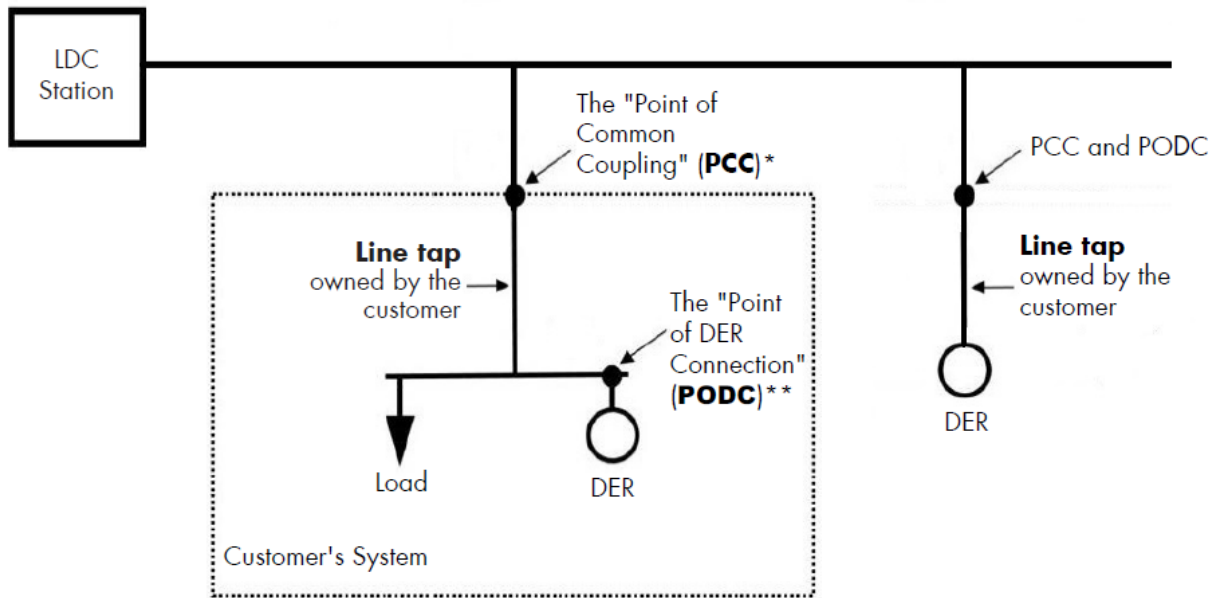 LDC
Station
The "Point of
Common
Coupling" (PCC)*
PCC and PODC
Line tap
owned by the
customer
The "Point
of DER
Connection"
(PODC)**
Line tap
owned by the
customer
Load
DER
DER
Customer's System